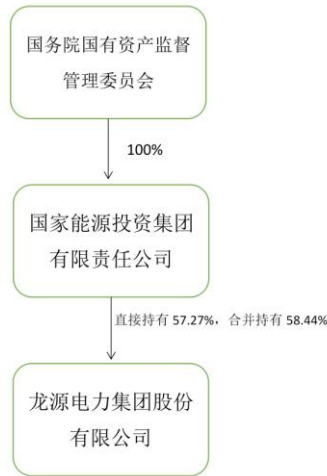 国务院国有资产监督
管理委员会
100%
国家能源投资集团
有限责任公司
直接持有 57.27%，合并持有 58.44%
龙源电力集团股份
有限公司